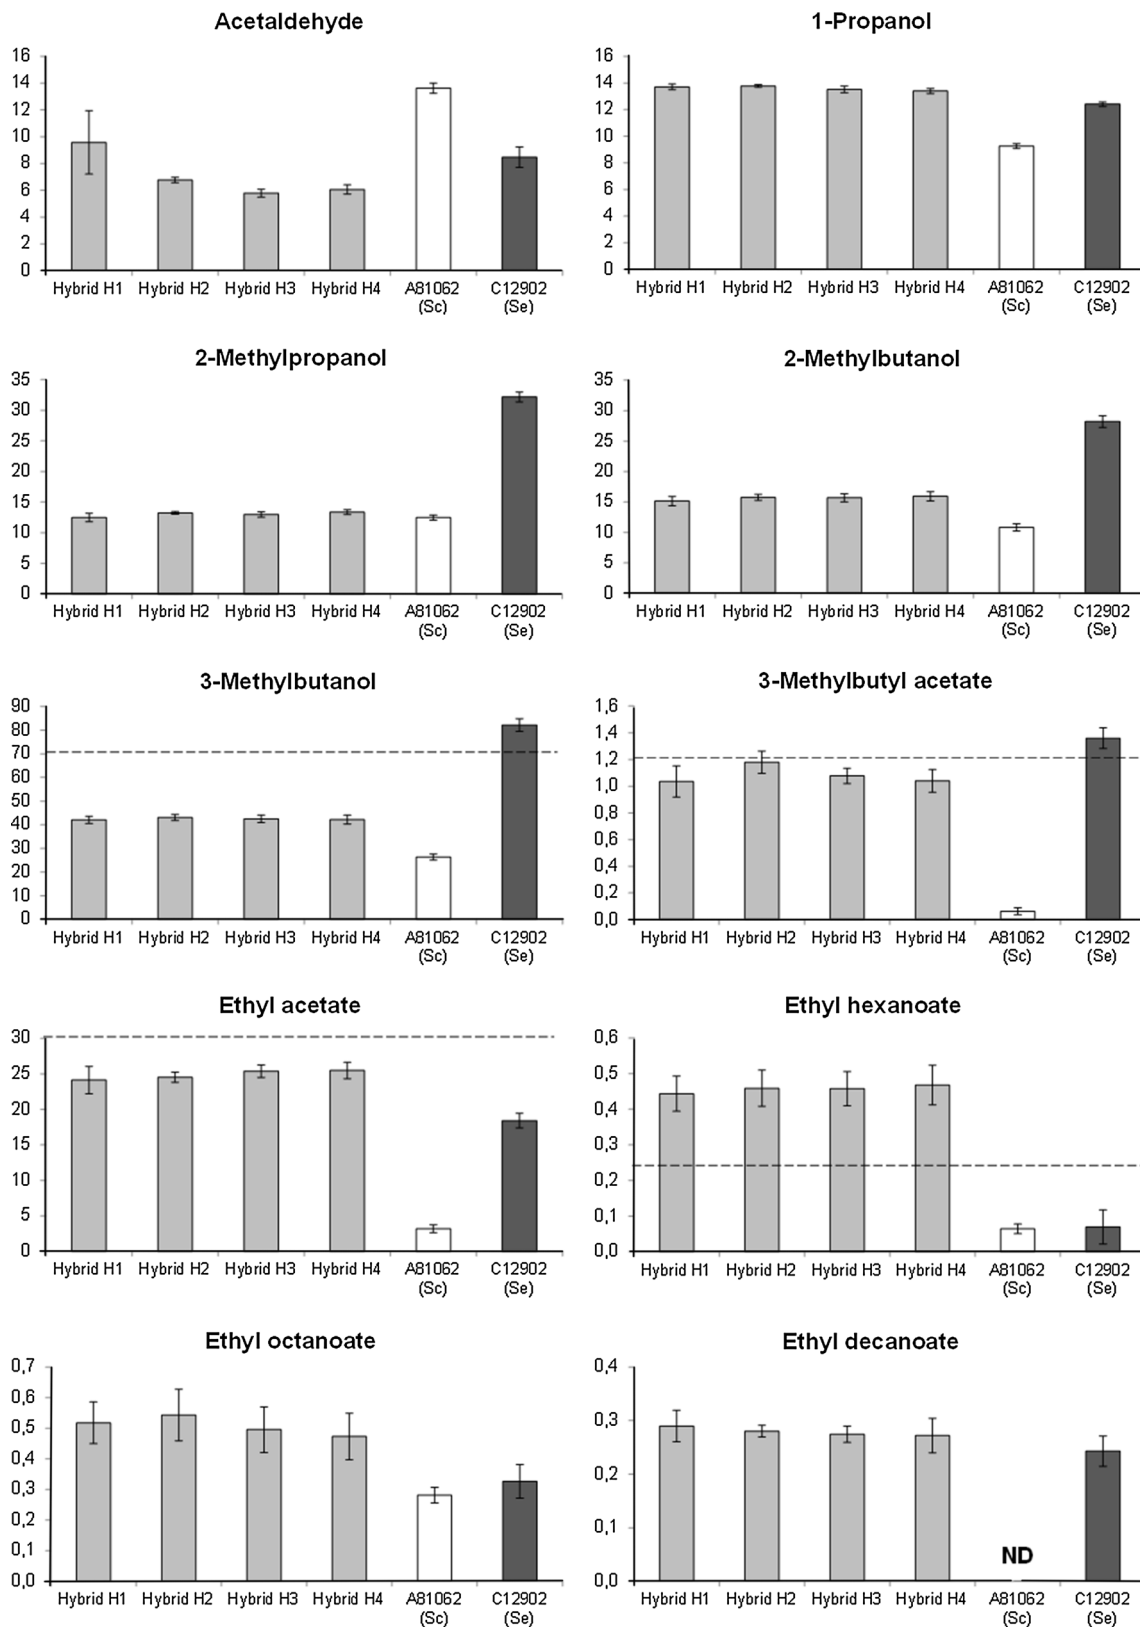 Acetaldehyde
16
14
12
10
8
6
4
2
0
Hybrid H1 Hybrid H2 Hybrid H3 Hybrid H4 A81062 C12902
(Sc) (Se)
1-Propanol
16
14
12
10
8
6
4
2
0
Hybrid H1 Hybrid H2 Hybrid H3 Hybrid H4 A81062 C12902
(Sc) (Se)
2-Methylpropanol
35
30
25
20
15
10
5
0
Hybrid H1 Hybrid H2 Hybrid H3 Hybrid H4 A81062 C12902
(Sc) (Se)
2-Methylbutanol
35
30
25
20
15
10
5
0
Hybrid H1 Hybrid H2 Hybrid H3 Hybrid H4 A81062 C12902
(Sc) (Se)
3-Methylbutanol
90
80
70
60
50
40
30
20
10
0
Hybrid H1 Hybrid H2 Hybrid H3 Hybrid H4 A81062 C12902
(Sc) (Se)
3-Methylbutyl acetate
1,6
1,4
1,2
1,0
0,8
0,6
0,4
0,2
0,0
Hybrid H1 Hybrid H2 Hybrid H3 Hybrid H4 A81062 C12902
(Sc) (Se)
Ethyl acetate
30
25
20
15
10
5
0
Hybrid H1 Hybrid H2 Hybrid H3 Hybrid H4 A81062 C12902
(Sc) (Se)
Ethyl hexanoate
0,6
0,5
0,4
0,3
0,2
0,1
0,0
Hybrid H1 Hybrid H2 Hybrid H3 Hybrid H4 A81062 C12902
(Sc) (Se)
Ethyl octanoate
0,7
0,6
0,5
0,4
0,3
0,2
0,1
0,0
Hybrid H1 Hybrid H2 Hybrid H3 Hybrid H4 A81062 C12902
(Sc) (Se)
Ethyl decanoate
0,4
0,3
0,2
0,1
0,0
ND
Hybrid H1 Hybrid H2 Hybrid H3 Hybrid H4 A81062 C12902
(Sc) (Se)